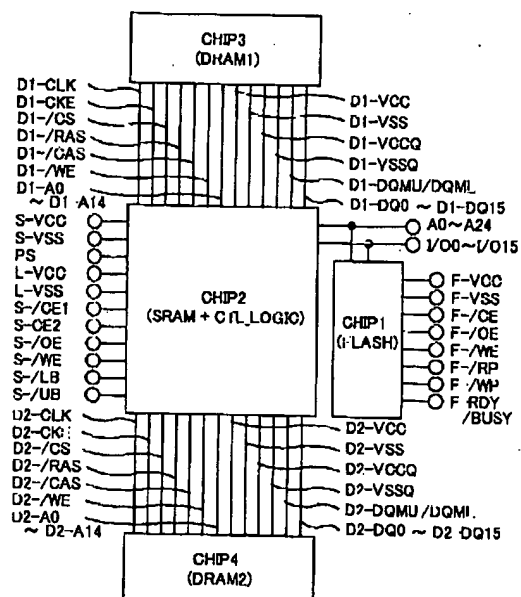 CHIP3
(DRAM1)
D1-CLK
D1-CKE
D1-/CS
D1-/RAS
D1-/CAS
D1-/WE
D1-A0
~ D1-A14
D1-VCC
D1-VSS
D1-VCCQ
D1-VSSQ
D1-DQMU/DQML
D1-DQ0 ~ D1-DQ15
S-VCC
S-VSS
PS
L-VCC
L-VSS
S-/CE1
S-CE2
S-/OE
S-/WE
S-/LB
S-/UB
CHIP2
(SRAM + CTL_LOGIC)
A0~A24
I/O0~I/O15
CHIP1
(FLASH)
F-VCC
F-VSS
F-/CE
F-/OE
F-/WE
F-/RP
F-/WP
F-RDY
/BUSY
D2-CLK
D2-CKE
D2-/CS
D2-/RAS
D2-/CAS
D2-/WE
D2-A0
~ D2-A14
D2-VCC
D2-VSS
D2-VCCQ
D2-VSSQ
D2-DQMU/DQML
D2-DQ0 ~ D2-DQ15
CHIP4
(DRAM2)